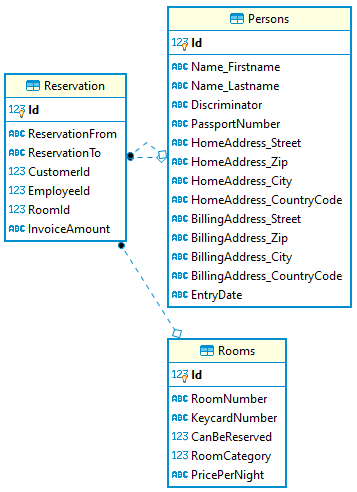 Persons
123 Id
ABC Name_Firstname
ABC Name_Lastname
ABC Discriminator
ABC PassportNumber
ABC HomeAddress_Street
ABC HomeAddress_Zip
ABC HomeAddress_City
ABC HomeAddress_CountryCode
ABC BillingAddress_Street
ABC BillingAddress_Zip
ABC BillingAddress_City
ABC BillingAddress_CountryCode
ABC EntryDate
Reservation
123 Id
ABC ReservationFrom
ABC ReservationTo
123 CustomerId
123 EmployeeId
123 RoomId
ABC InvoiceAmount
Rooms
123 Id
ABC RoomNumber
ABC KeycardNumber
123 CanBeReserved
123 RoomCategory
ABC PricePerNight